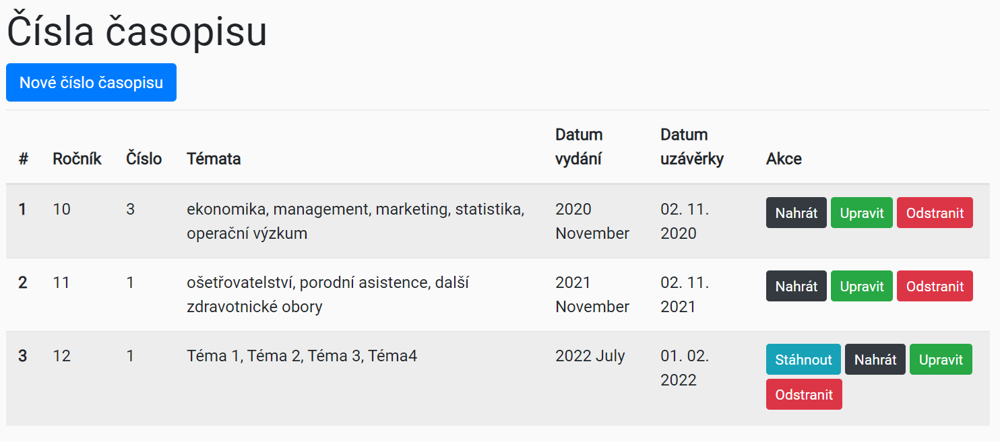 Čísla časopisu
Nové číslo časopisu
# Ročník Číslo Témata Datum vydání Datum uzávěrky Akce
1 10 3 ekonomika, management, marketing, statistika, 2020 02. 11. Nahrát Upravit Odstranit
operační výzkum November 2020
2 11 1 ošetřovatelství, porodní asistence, další 2021 02. 11. Nahrát Upravit Odstranit
zdravotnické obory November 2021
3 12 1 Téma 1, Téma 2, Téma 3, Téma4 2022 July 01. 02. Stáhnout Nahrát Upravit
2022 Odstranit